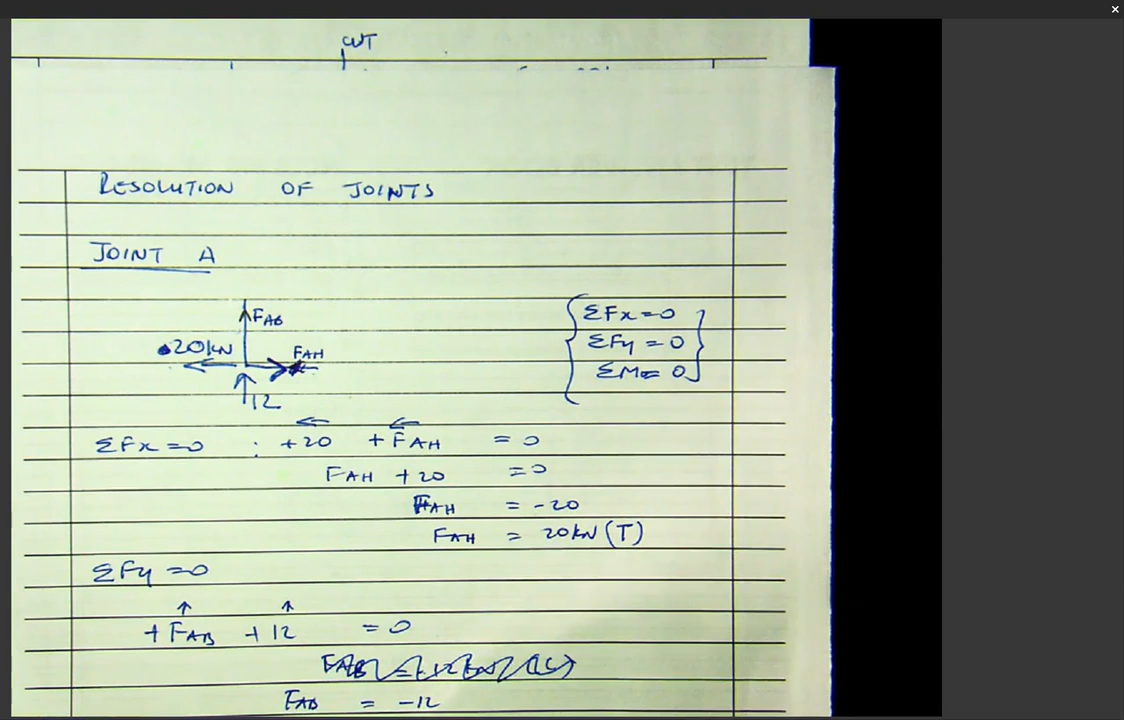 CUT
RESOLUTION OF JOINTS
JOINT A
FAB
20KN
FAH
12
ΣFx=0
ΣFy=0
ΣM=0
ΣFx=0 : +20 +FAH =0
FAH +20 =0
FAH = -20
FAH = 20KN (T)
ΣFy=0
+FAB +12 =0
FAB = -12